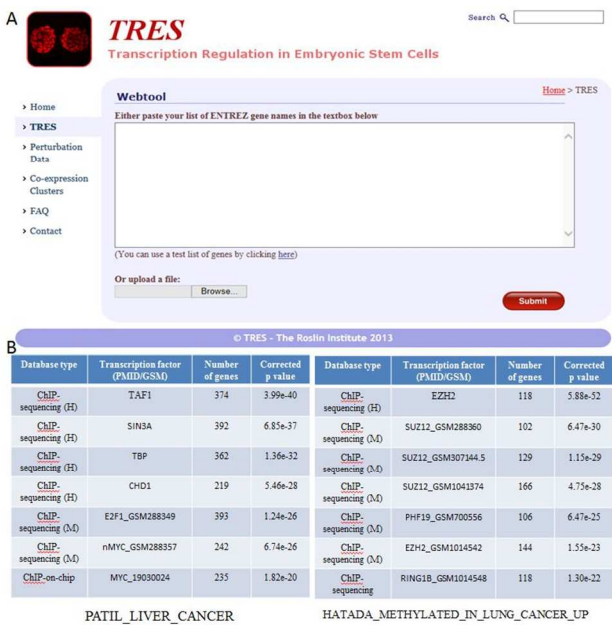 A
TRES
Transcription Regulation in Embryonic Stem Cells
Search
Home > TRES
Webtool
Either paste your list of ENTREZ gene names in the textbox below
› Home
› TRES
› Perturbation
Data
› Co-expression
Clusters
› FAQ
› Contact
(You can use a test list of genes by clicking here)
Or upload a file:
Browse...
Submit
© TRES - The Roslin Institute 2013
B
Database type Transcription factor (PMID/GSM) Number of genes Corrected p value
ChIP-sequencing (H) TAF1 374 3.99e-40
ChIP-sequencing (H) SIN3A 392 6.85e-37
ChIP-sequencing (H) TBP 362 1.36e-32
ChIP-sequencing (H) CHD1 219 5.46e-28
ChIP-sequencing (M) E2F1_GSM288349 393 1.24e-26
ChIP-sequencing (M) nMYC_GSM288357 242 6.74e-26
ChIP-on-chip MYC_19030024 235 1.82e-20
PATIL_LIVER_CANCER
Database type Transcription factor (PMID/GSM) Number of genes Corrected p value
ChIP-sequencing (H) EZH2 118 5.88e-52
ChIP-sequencing (M) SUZ12_GSM288360 102 6.47e-30
ChIP-sequencing (M) SUZ12_GSM307144.5 129 1.15e-29
ChIP-sequencing (M) SUZ12_GSM1041374 166 4.75e-28
ChIP-sequencing (M) PHF19_GSM700556 106 6.47e-25
ChIP-sequencing (M) EZH2_GSM1014542 144 1.55e-23
ChIP-sequencing RING1B_GSM1014548 118 1.30e-22
HATADA_METHYLATED_IN_LUNG_CANCER_UP